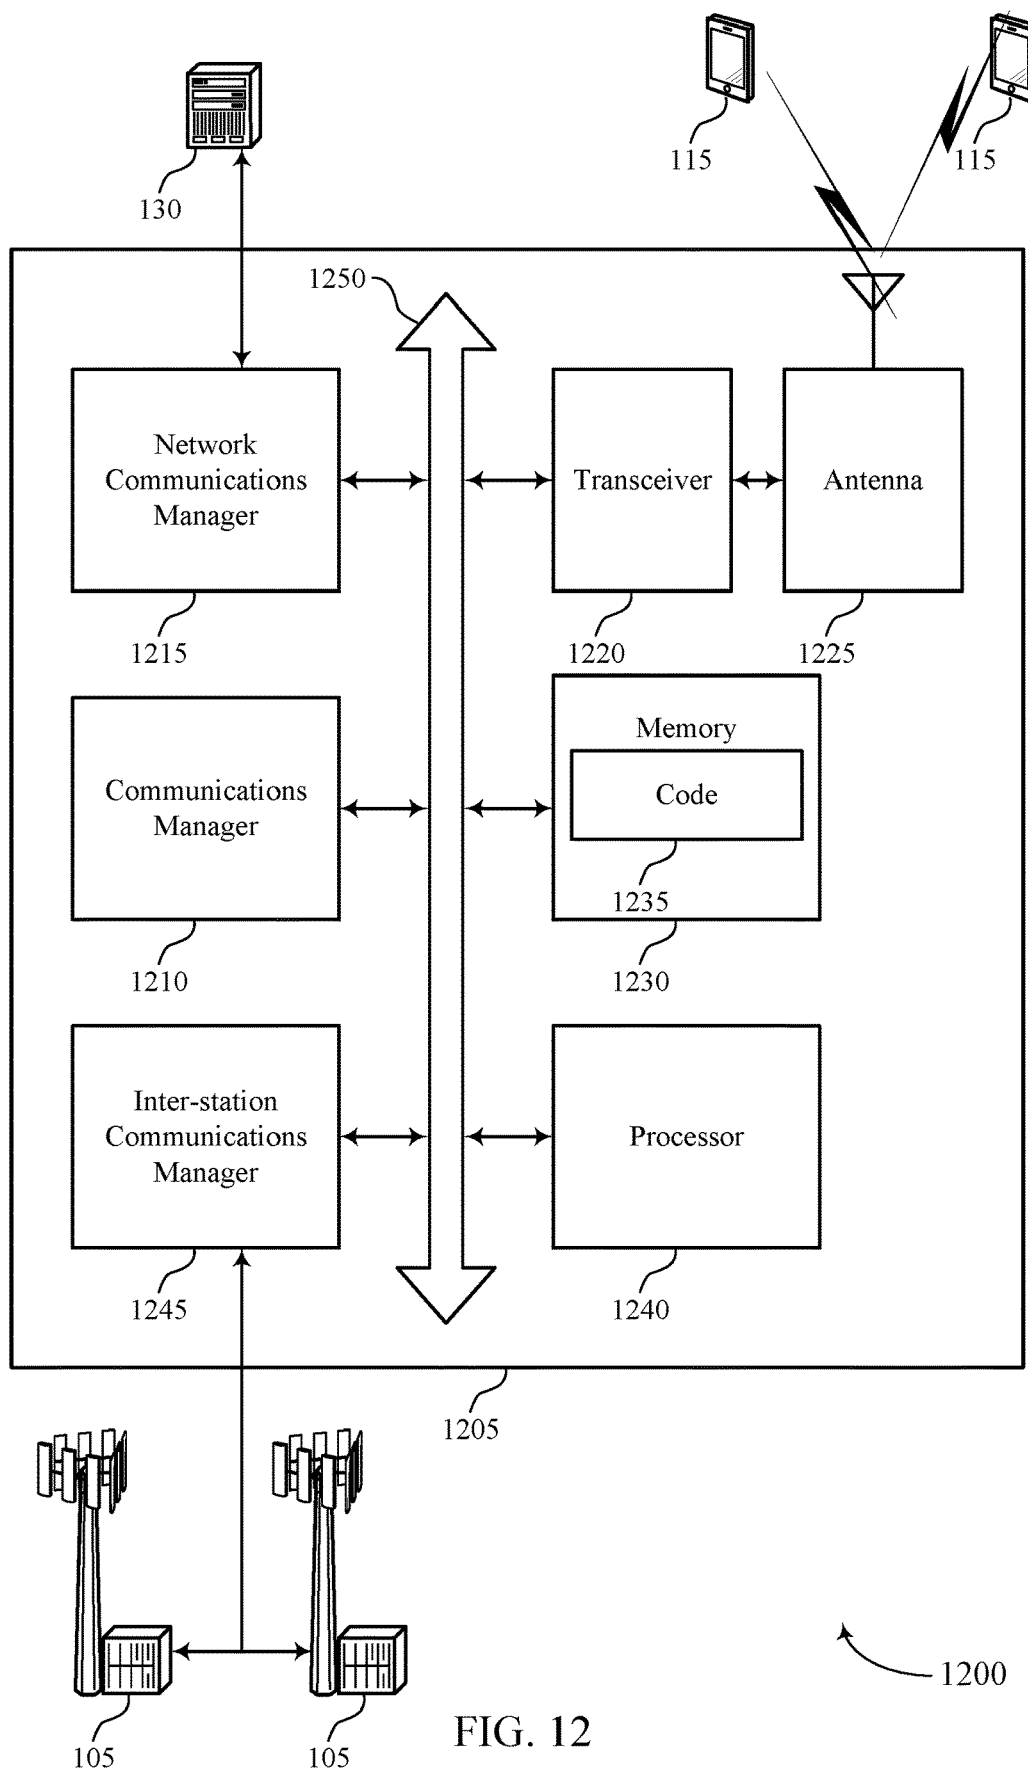 115
115
130
1250
Network
Communications
Manager
Transceiver
Antenna
1215
1220
1225
Communications
Manager
Memory
Code
1235
1210
1230
Inter-station
Communications
Manager
Processor
1245
1240
1205
1200
105
105
FIG. 12